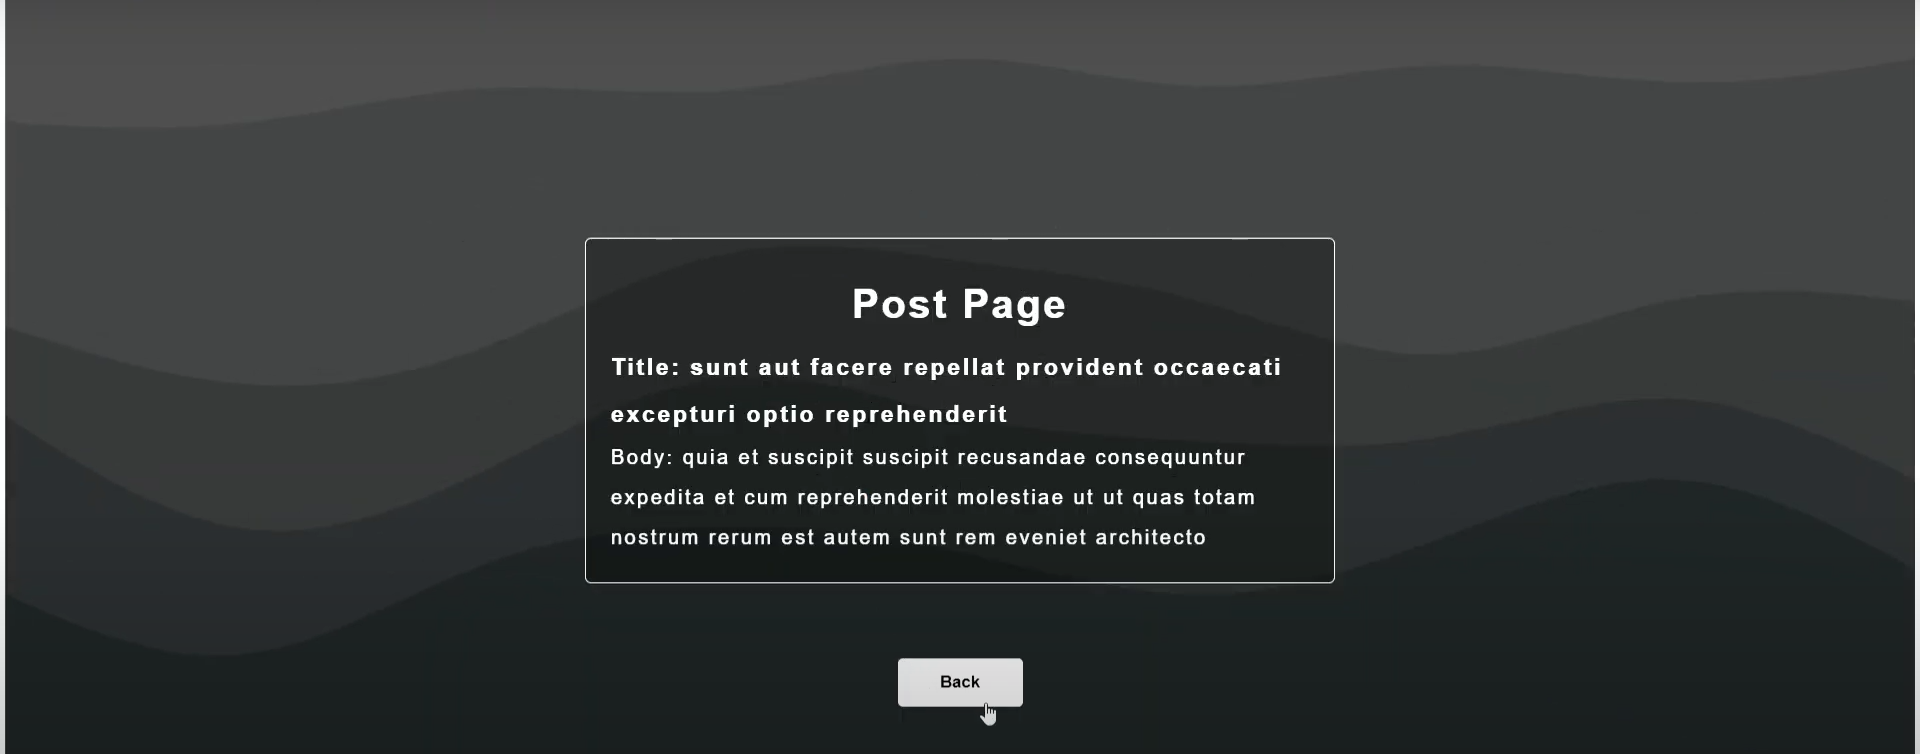 Post Page
Title: sunt aut facere repellat provident occaecati
excepturi optio reprehenderit
Body: quia et suscipit suscipit recusandae consequuntur
expedita et cum reprehenderit molestiae ut ut quas totam
nostrum rerum est autem sunt rem eveniet architecto
Back